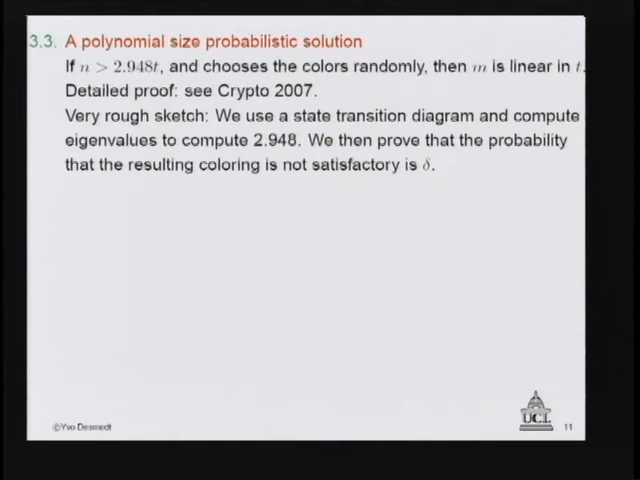 3.3. A polynomial size probabilistic solution
If n > 2.948t, and chooses the colors randomly, then m is linear in t.
Detailed proof: see Crypto 2007.
Very rough sketch: We use a state transition diagram and compute
eigenvalues to compute 2.948. We then prove that the probability
that the resulting coloring is not satisfactory is δ.
©Yvo Desmedt
UCL
11